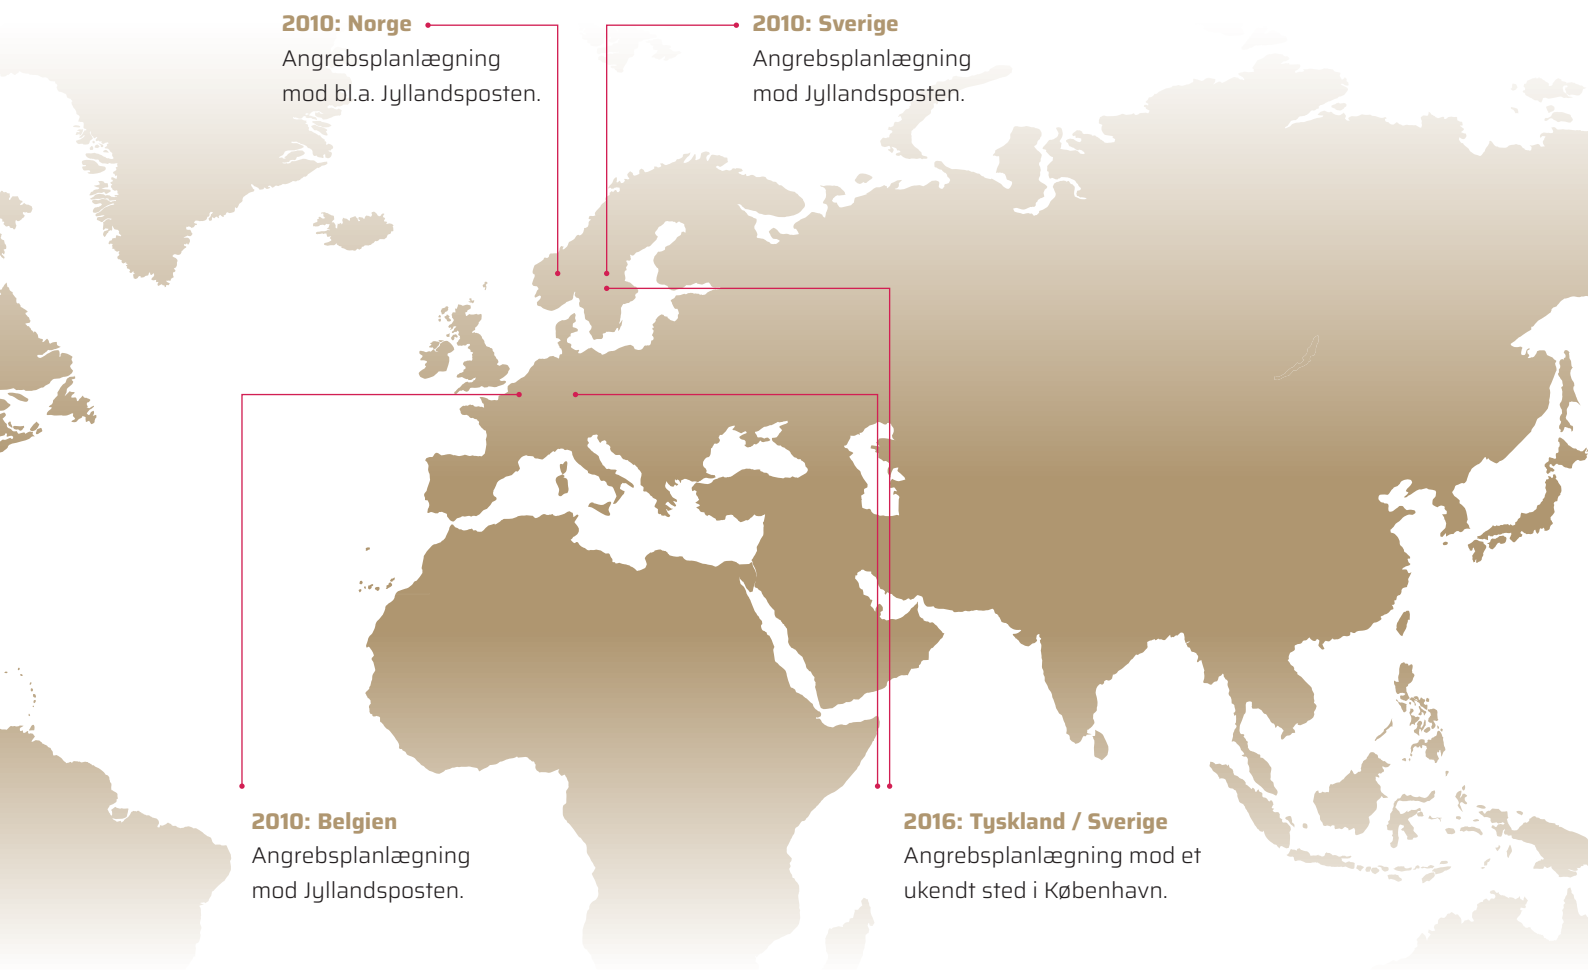 2010: Norge
Angrebsplanlægning
mod bl.a. Jyllandsposten.
2010: Sverige
Angrebsplanlægning
mod Jyllandsposten.
2010: Belgien
Angrebsplanlægning
mod Jyllandsposten.
2016: Tyskland / Sverige
Angrebsplanlægning mod et
ukendt sted i København.